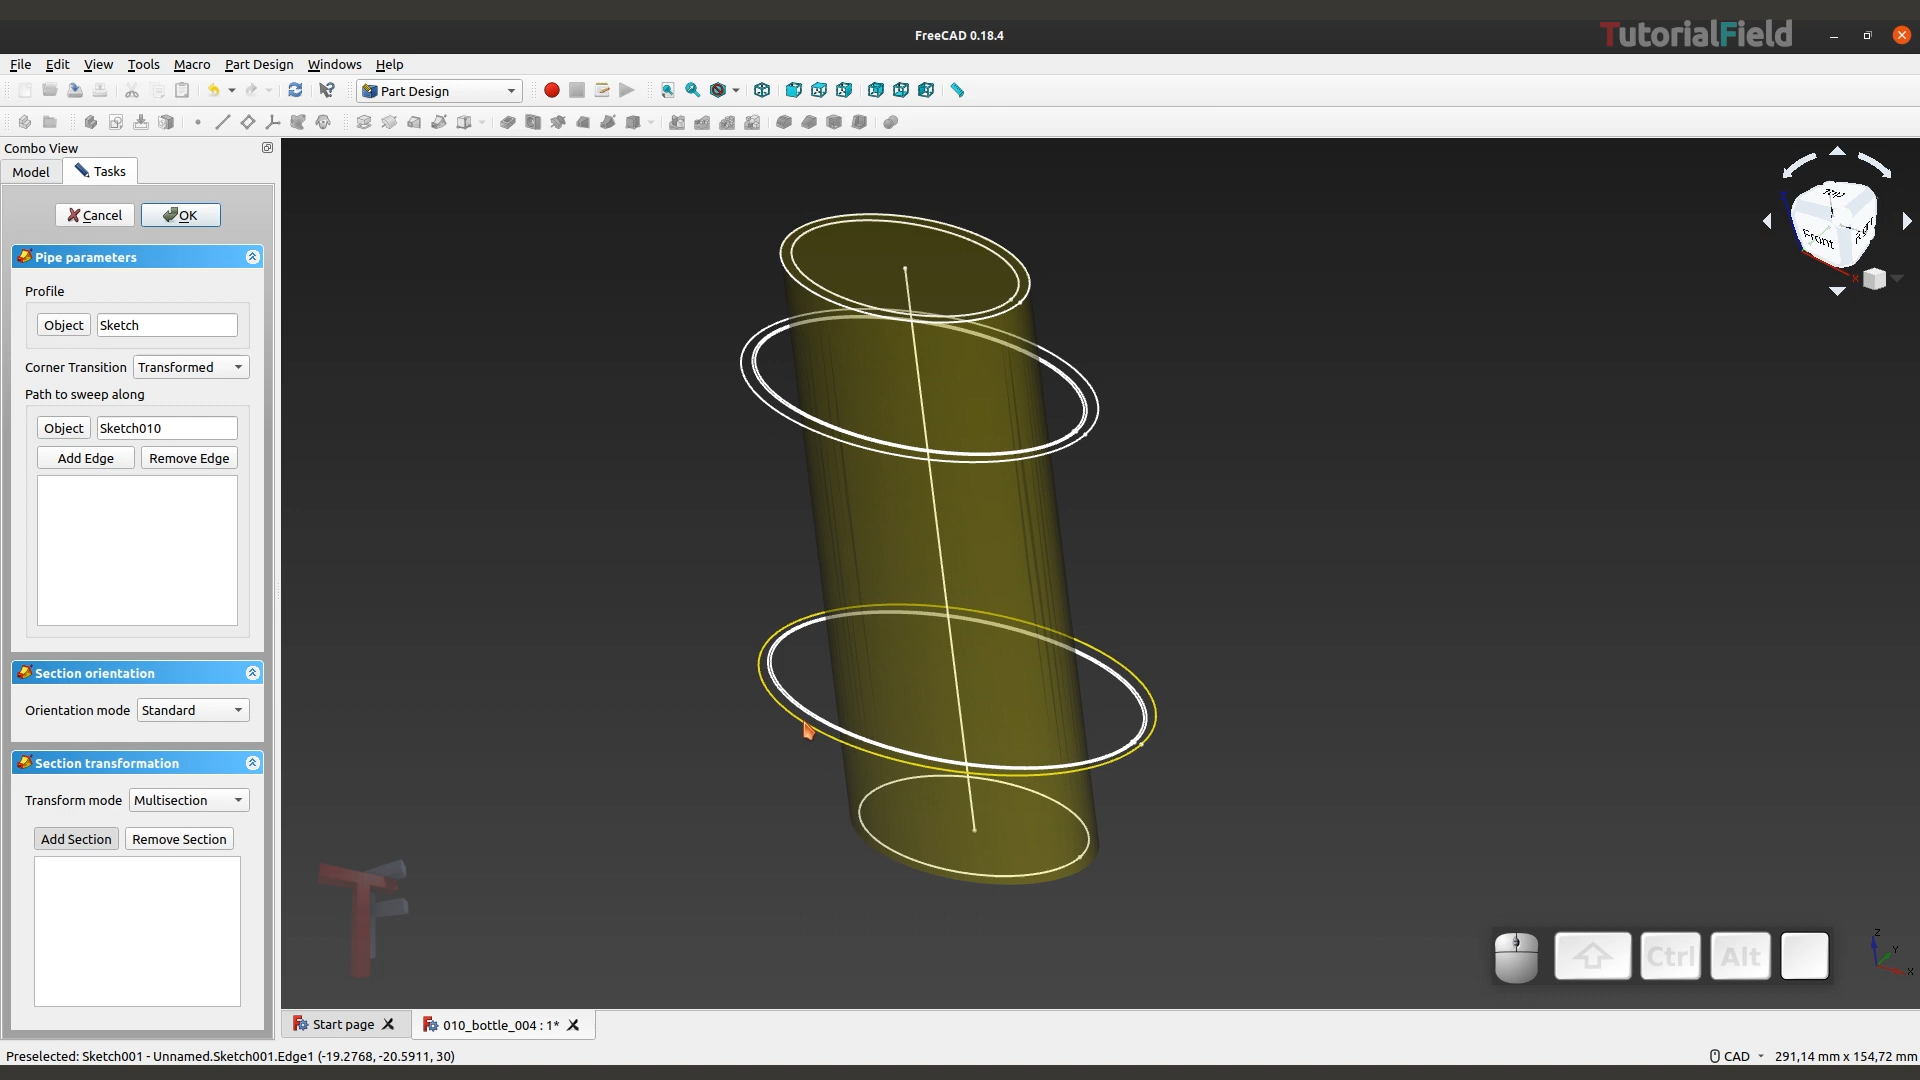 TutorialField
FreeCAD 0.18.4
File Edit View Tools Macro Part Design Windows Help
Part Design
Combo View
Model Tasks
Cancel OK
Pipe parameters
Profile
Object Sketch
Corner Transition Transformed
Path to sweep along
Object Sketch010
Add Edge Remove Edge
Section orientation
Orientation mode Standard
Section transformation
Transform mode Multisection
Add Section Remove Section
Top
Front
Right
X
Ctrl Alt
Z
Y
X
Start page 010_bottle_004 : 1*
Preselected: Sketch001 - Unnamed.Sketch001.Edge1 (-19.2768, -20.5911, 30)
CAD 291,14 mm x 154,72 mm